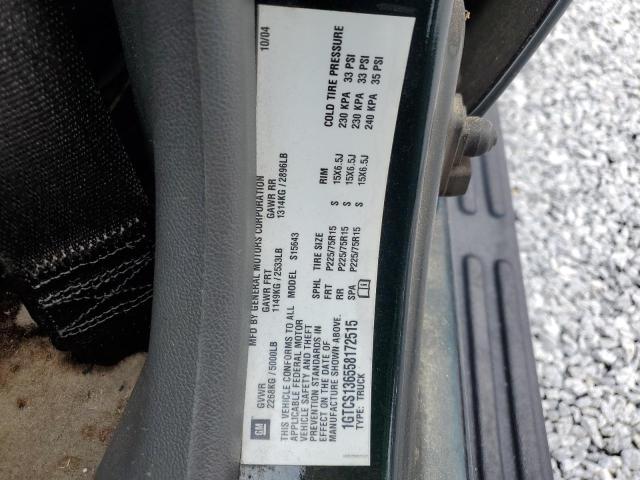 GM
MFD BY GENERAL MOTORS CORPORATION 10/04
GVWR GAWR FRT GAWR RR
2268KG/5000LB 1149KG/2533LB 1314KG/2896LB
THIS VEHICLE CONFORMS TO ALL
APPLICABLE FEDERAL MOTOR
VEHICLE SAFETY AND THEFT
PREVENTION STANDARDS IN
EFFECT ON THE DATE OF
MANUFACTURE SHOWN ABOVE.
1GTCS136558172515
TYPE: TRUCK
MODEL S15643
SPHL TIRE SIZE RIM COLD TIRE PRESSURE
FRT P225/75R15 S 15X6.5J 230 KPA 33 PSI
RR P225/75R15 S 15X6.5J 230 KPA 33 PSI
SPA P225/75R15 S 15X6.5J 240 KPA 35 PSI